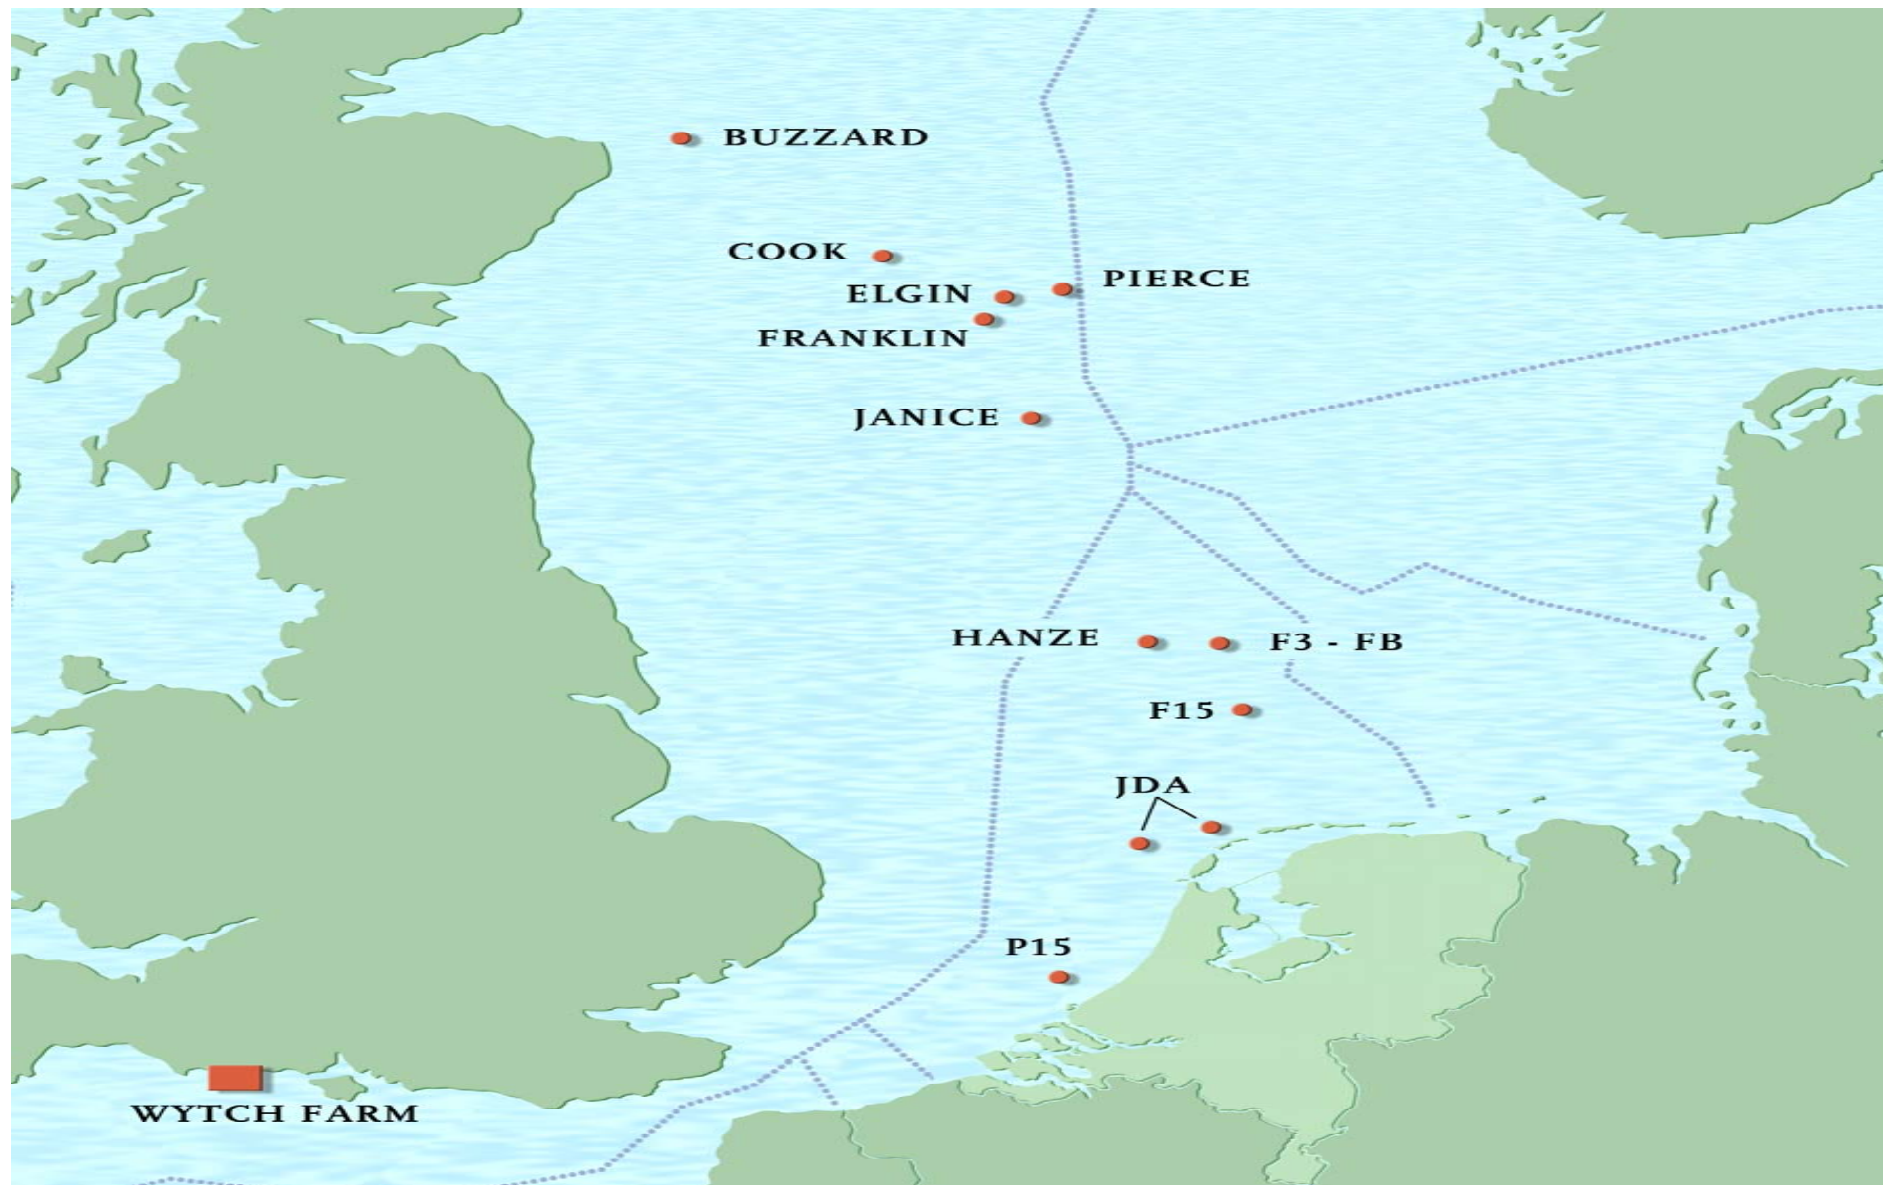 BUZZARD
COOK
PIERCE
ELGIN
FRANKLIN
JANICE
HANZE
F3 - FB
F15
JDA
P15
WYTCH FARM